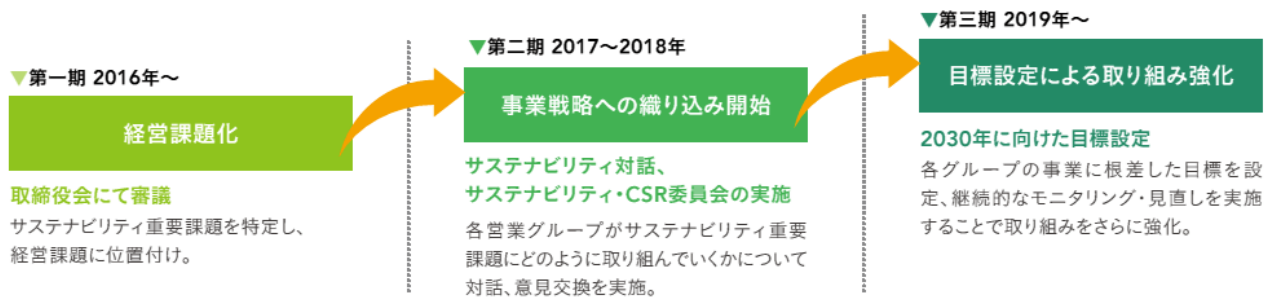 ▼第一期 2016年～
経営課題化
取締役会にて審議
サステナビリティ重要課題を特定し、
経営課題に位置付け。
▼第二期 2017～2018年
事業戦略への織り込み開始
サステナビリティ対話、
サステナビリティ・CSR委員会の実施
各営業グループがサステナビリティ重要
課題にどのように取り組んでいくかについて
対話、意見交換を実施。
▼第三期 2019年～
目標設定による取り組み強化
2030年に向けた目標設定
各グループの事業に根差した目標を設
定、継続的なモニタリング・見直しを実施
することで取り組みをさらに強化。